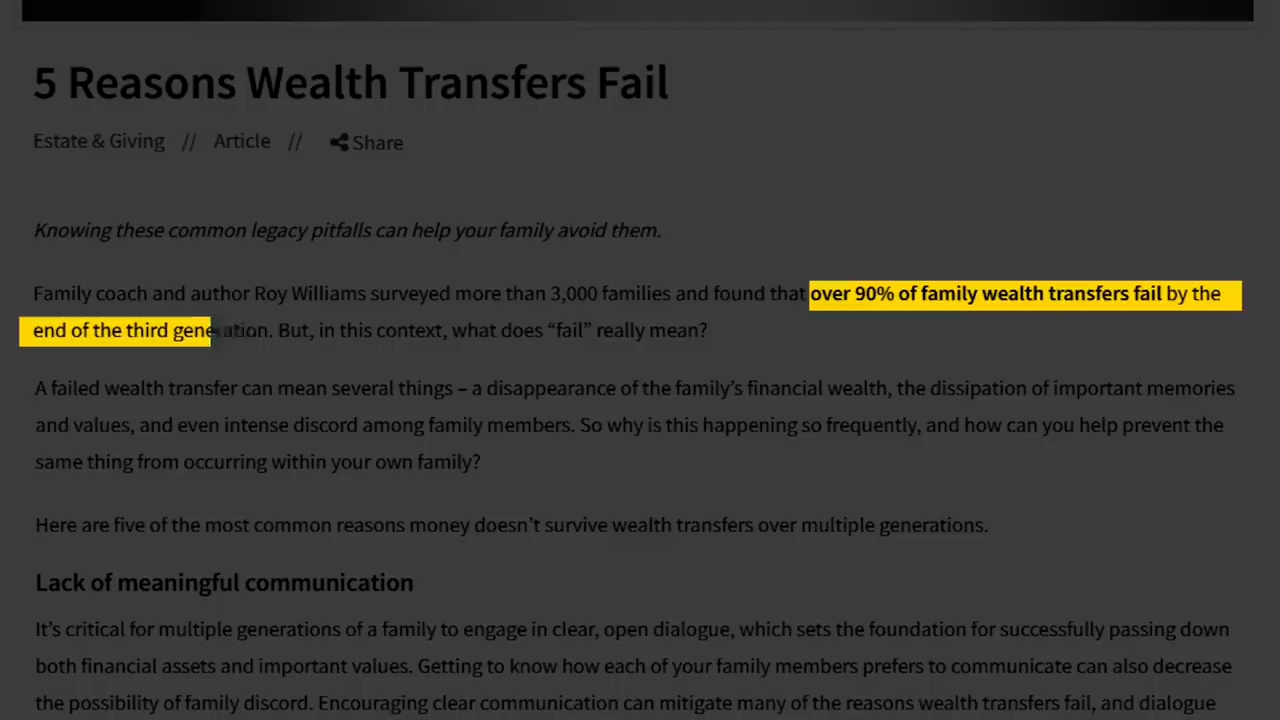 5 Reasons Wealth Transfers Fail
Estate & Giving // Article // Share
Knowing these common legacy pitfalls can help your family avoid them.
Family coach and author Roy Williams surveyed more than 3,000 families and found that over 90% of family wealth transfers fail by the
end of the third generation. But, in this context, what does “fail” really mean?
A failed wealth transfer can mean several things – a disappearance of the family’s financial wealth, the dissipation of important memories
and values, and even intense discord among family members. So why is this happening so frequently, and how can you help prevent the
same thing from occurring within your own family?
Here are five of the most common reasons money doesn’t survive wealth transfers over multiple generations.
Lack of meaningful communication
It’s critical for multiple generations of a family to engage in clear, open dialogue, which sets the foundation for successfully passing down
both financial assets and important values. Getting to know how each of your family members prefers to communicate can also decrease
the possibility of family discord. Encouraging clear communication can mitigate many of the reasons wealth transfers fail, and dialogue